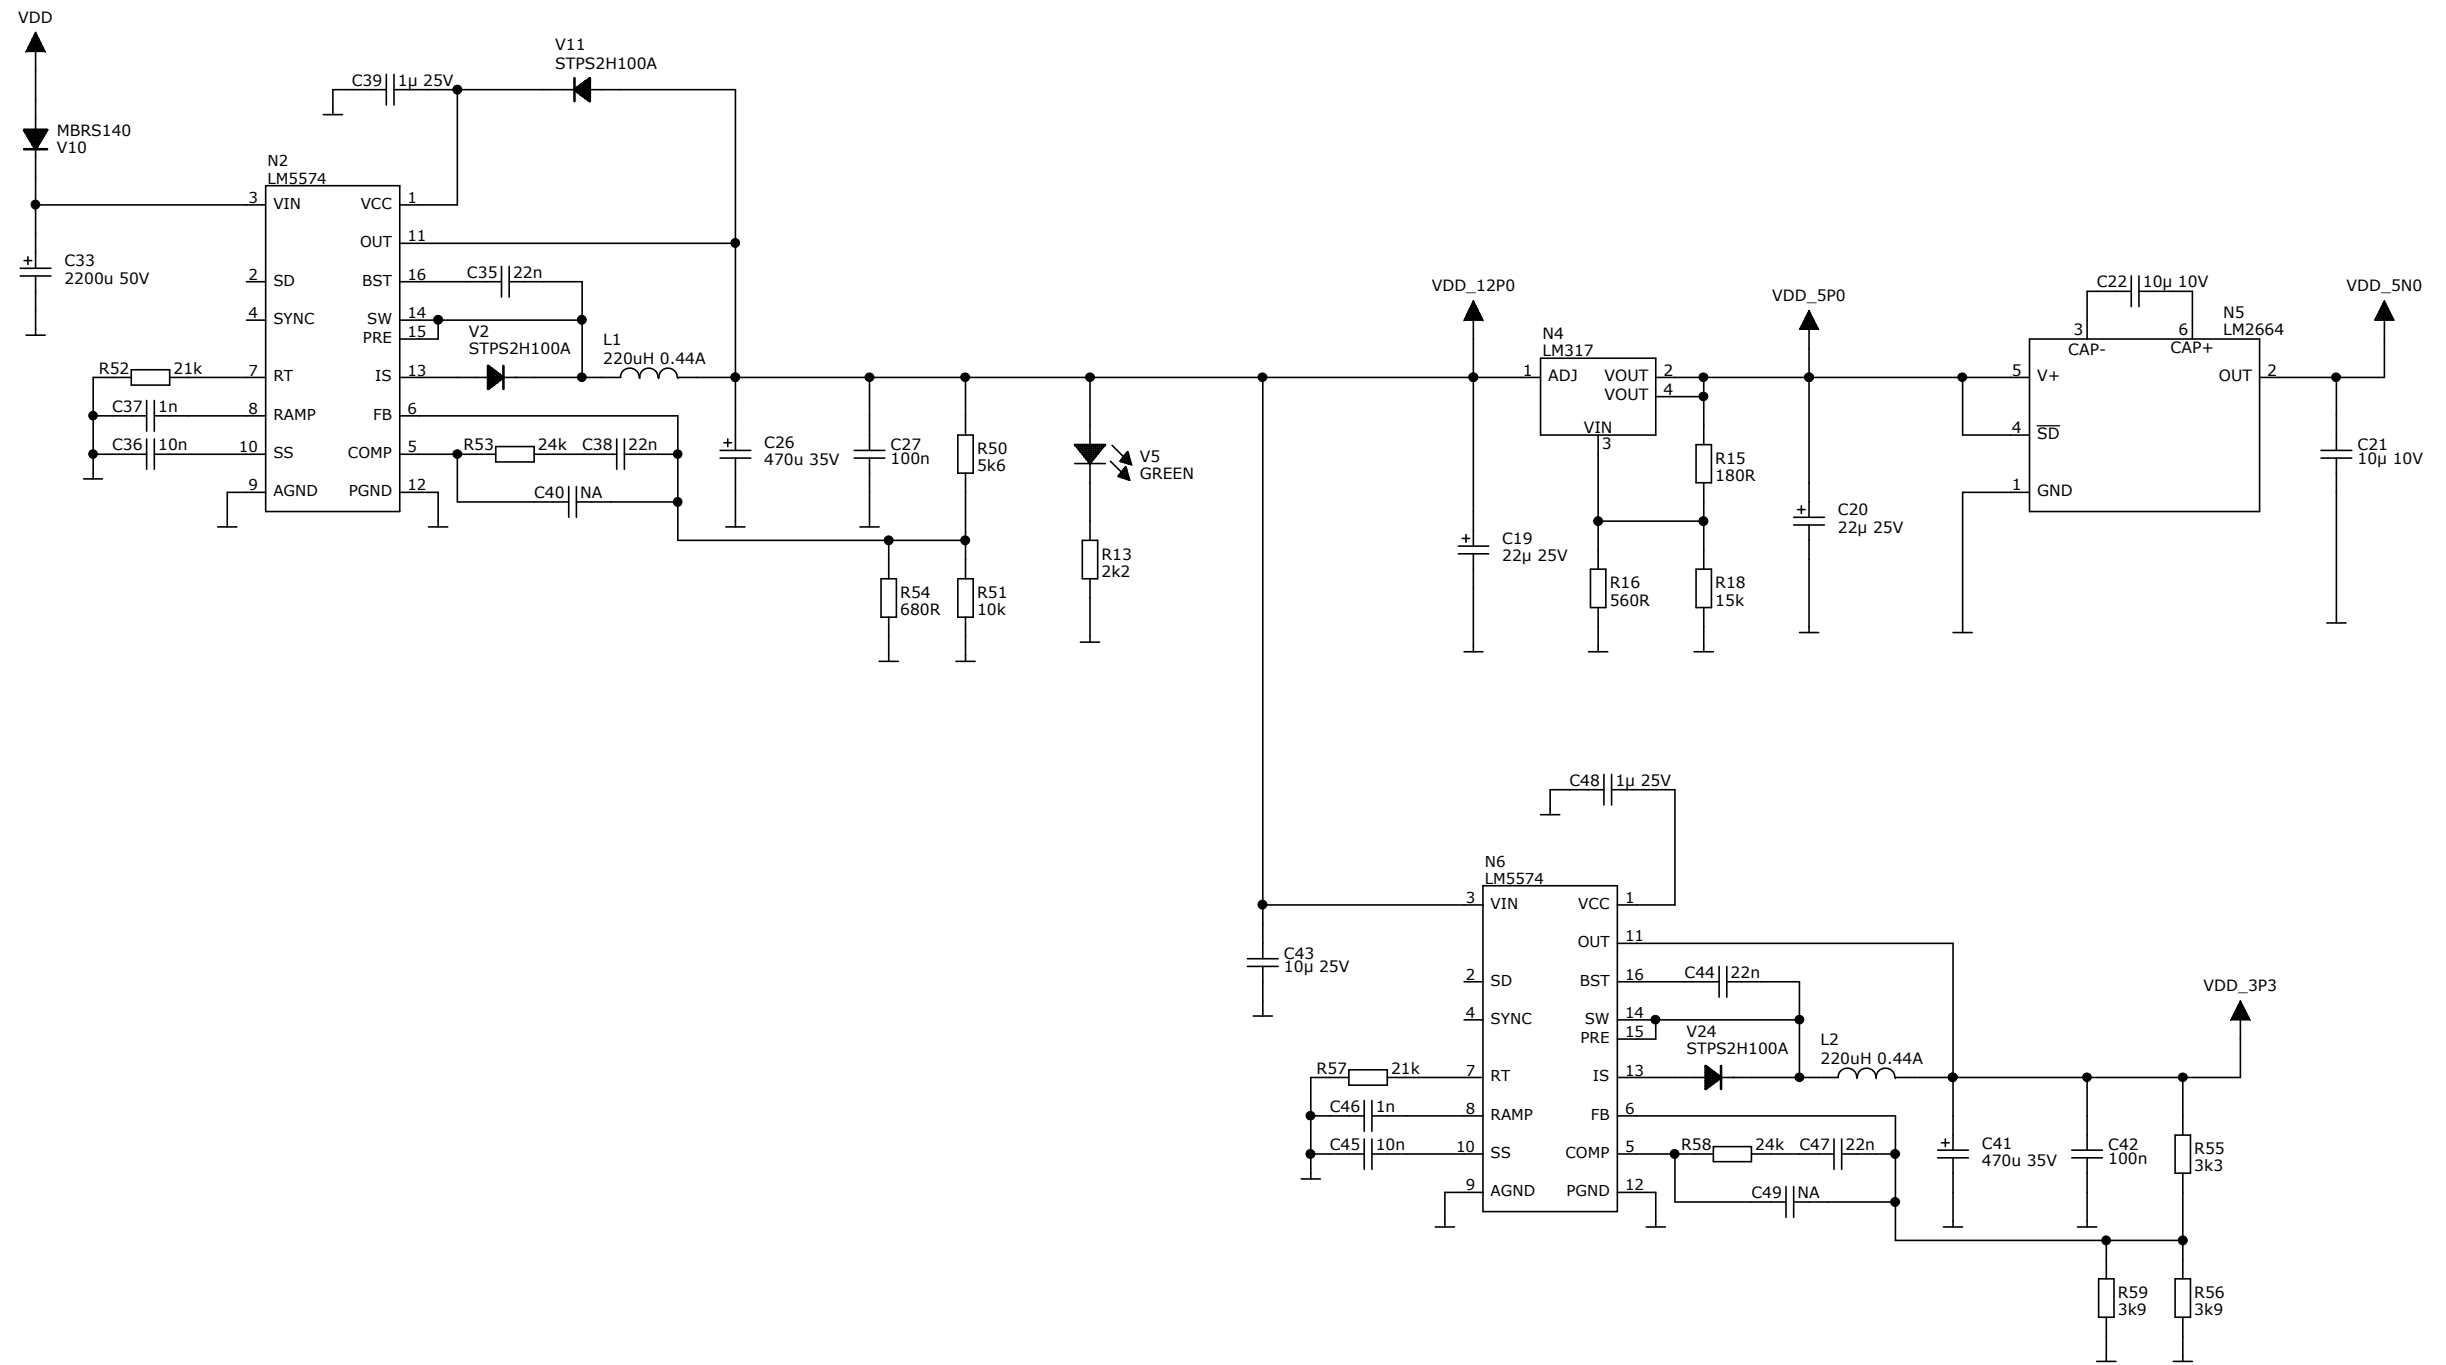 VDD
MBRS140
V10
C33
2200u 50V
+
C39 1µ 25V
V11
STPS2H100A
N2
LM5574
3 VIN VCC 1
OUT 11
2 SD BST 16
4 SYNC SW 14
PRE 15
7 RT IS 13
8 RAMP FB 6
10 SS COMP 5
9 AGND PGND 12
R52 21k
C37 1n
C36 10n
C35 22n
V2
STPS2H100A
L1
220uH 0.44A
R53 24k C38 22n
C40 NA
+
C26
470u 35V
C27
100n
R50
5k6
R54
680R
R51
10k
V5
GREEN
R13
2k2
VDD_12P0
+
C19
22µ 25V
N4
LM317
1 ADJ VOUT 2
VOUT 4
VIN
3
R15
180R
R16
560R
R18
15k
VDD_5P0
+
C20
22µ 25V
C22 10µ 10V
N5
LM2664
3 6
CAP- CAP+
5 V+ OUT 2
4 SD
1 GND
VDD_5N0
C21
10µ 10V
C48 1µ 25V
N6
LM5574
3 VIN VCC 1
OUT 11
2 SD BST 16
4 SYNC SW 14
PRE 15
7 RT IS 13
8 RAMP FB 6
10 SS COMP 5
9 AGND PGND 12
C43
10µ 25V
R57 21k
C46 1n
C45 10n
C44 22n
V24
STPS2H100A
L2
220uH 0.44A
R58 24k C47 22n
C49 NA
+
C41
470u 35V
C42
100n
R55
3k3
VDD_3P3
R59
3k9
R56
3k9